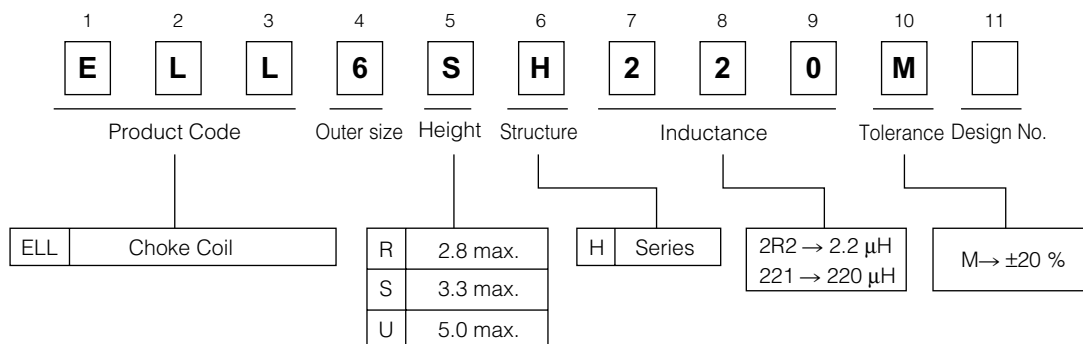 1 2 3 4 5 6 7 8 9 10 11
E L L 6 S H 2 2 0 M
Product Code Outer size Height Structure Inductance Tolerance Design No.
ELL Choke Coil
R 2.8 max.
S 3.3 max.
U 5.0 max.
H Series
2R2 → 2.2 μH
221 → 220 μH
M→ ±20 %